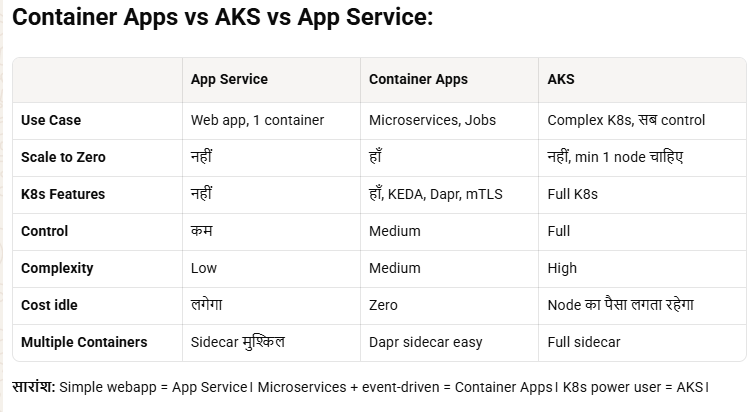 Container Apps vs AKS vs App Service:
App Service Container Apps AKS
Use Case Web app, 1 container Microservices, Jobs Complex K8s, सब control
Scale to Zero नहीं हाँ नहीं, min 1 node चाहिए
K8s Features नहीं हाँ, KEDA, Dapr, mTLS Full K8s
Control कम Medium Full
Complexity Low Medium High
Cost idle लगेगा Zero Node का पैसा लगता रहेगा
Multiple Containers Sidecar मुश्किल Dapr sidecar easy Full sidecar
सारांश: Simple webapp = App Service। Microservices + event-driven = Container Apps। K8s power user = AKS।